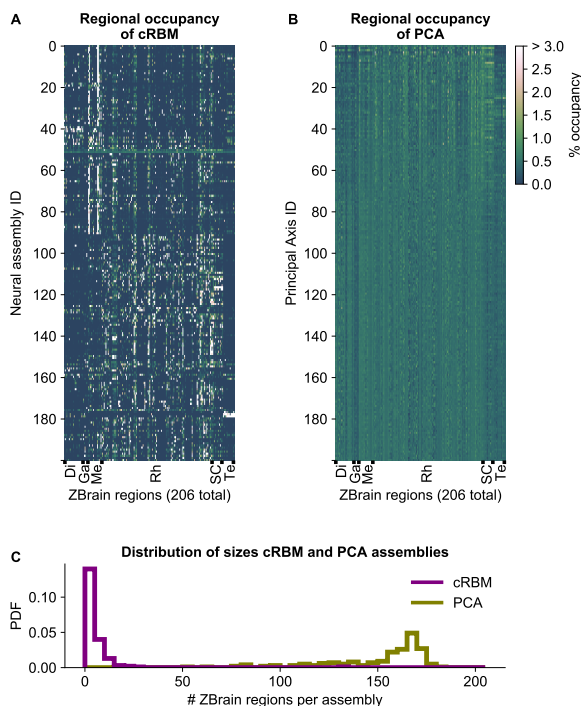 A
Regional occupancy
of cRBM
0
20
40
60
80
100
120
140
160
180
Neural assembly ID
Di
Ga
Me
Rh
SC
Te
ZBrain regions (206 total)
B
Regional occupancy
of PCA
0
20
40
60
80
100
120
140
160
180
Principal Axis ID
Di
Ga
Me
Rh
SC
Te
ZBrain regions (206 total)
> 3.0
2.5
2.0
1.5
1.0
0.5
0.0
% occupancy
C
Distribution of sizes cRBM and PCA assemblies
0.10
0.05
0.00
PDF
cRBM
PCA
0
50
100
150
200
# ZBrain regions per assembly